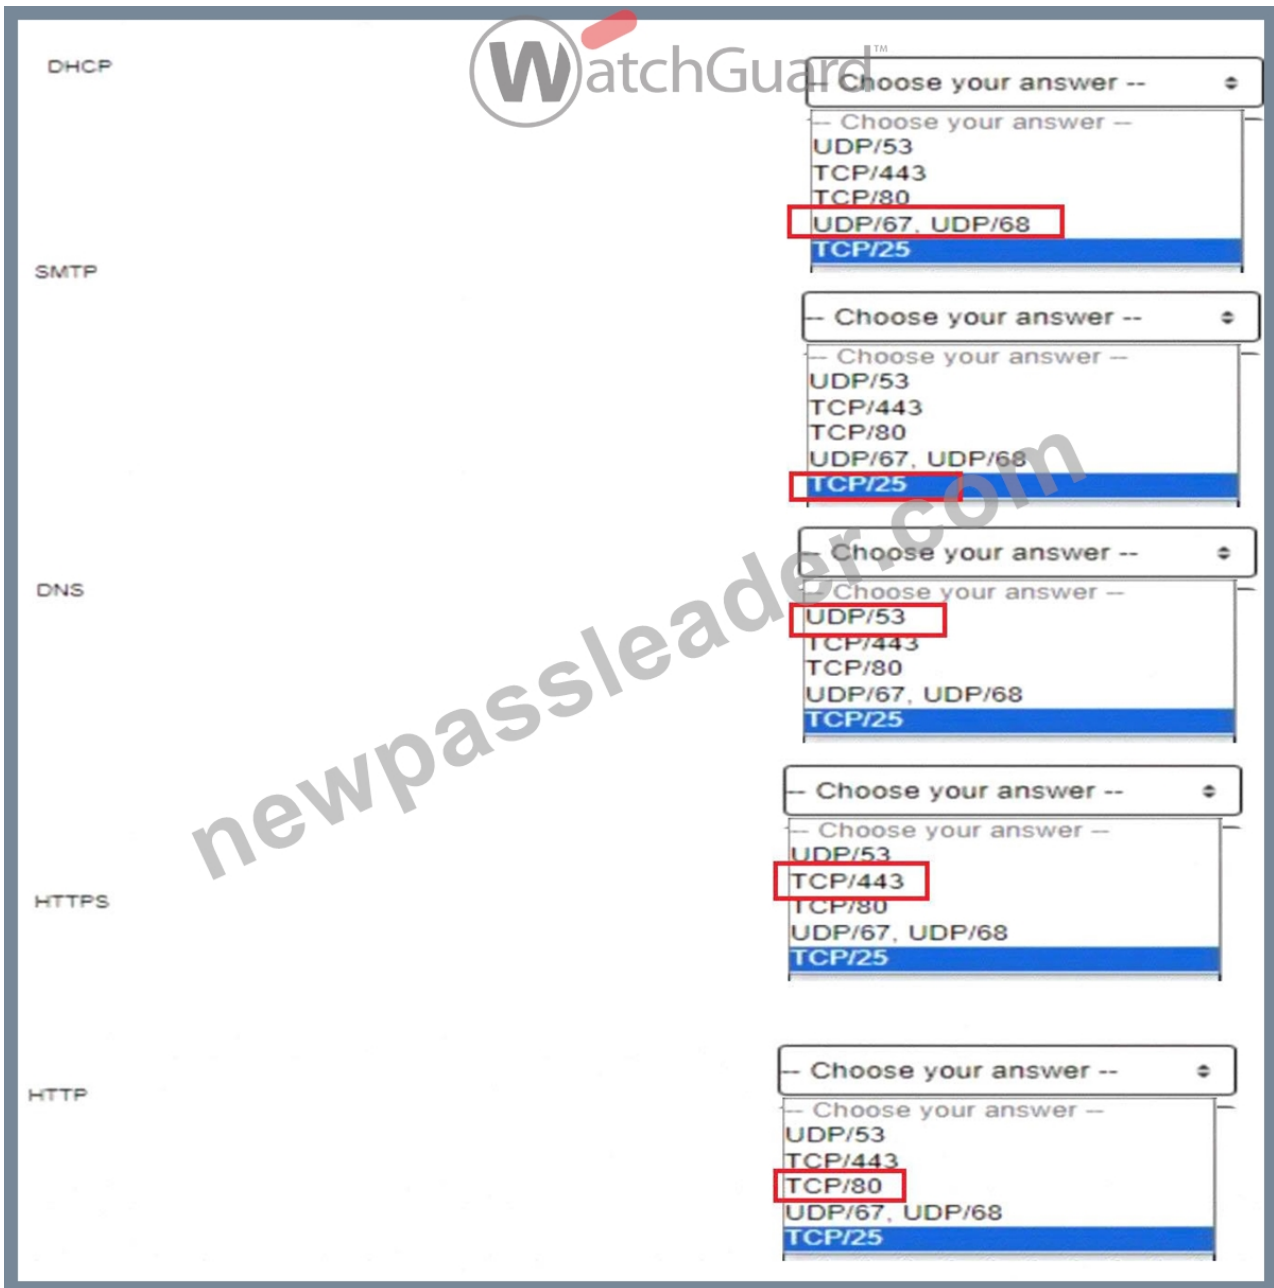 WatchGuard™
DHCP
-- Choose your answer --
-- Choose your answer --
UDP/53
TCP/443
TCP/80
UDP/67, UDP/68
TCP/25
SMTP
-- Choose your answer --
-- Choose your answer --
UDP/53
TCP/443
TCP/80
UDP/67, UDP/68
TCP/25
DNS
-- Choose your answer --
-- Choose your answer --
UDP/53
TCP/443
TCP/80
UDP/67, UDP/68
TCP/25
newpassleader.com
HTTPS
-- Choose your answer --
-- Choose your answer --
UDP/53
TCP/443
TCP/80
UDP/67, UDP/68
TCP/25
HTTP
-- Choose your answer --
-- Choose your answer --
UDP/53
TCP/443
TCP/80
UDP/67, UDP/68
TCP/25